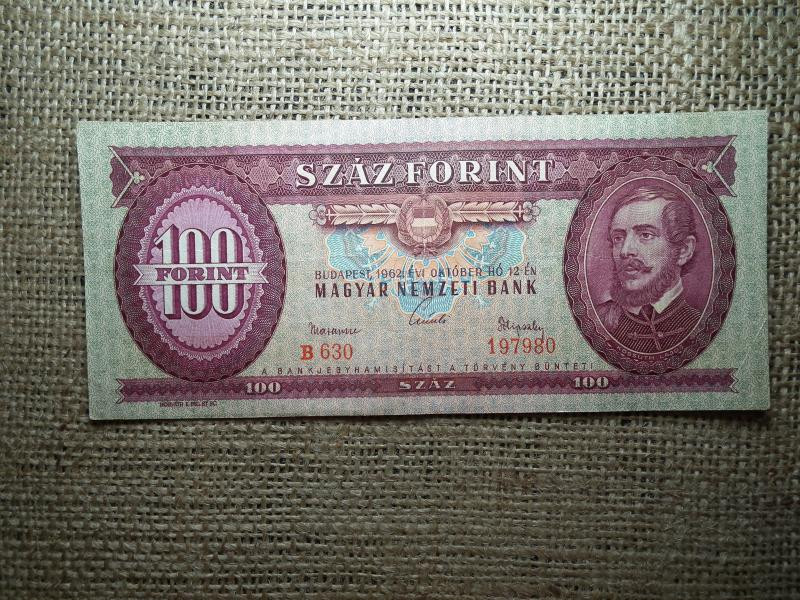 SZÁZ FORINT
100
FORINT
BUDAPEST, 1962. ÉVI OKTÓBER HÓ 12-ÉN
MAGYAR NEMZETI BANK
B 630
197980
A BANKJEGYHAMISÍTÁST A TÖRVÉNY BÜNTETI
100 SZÁZ 100